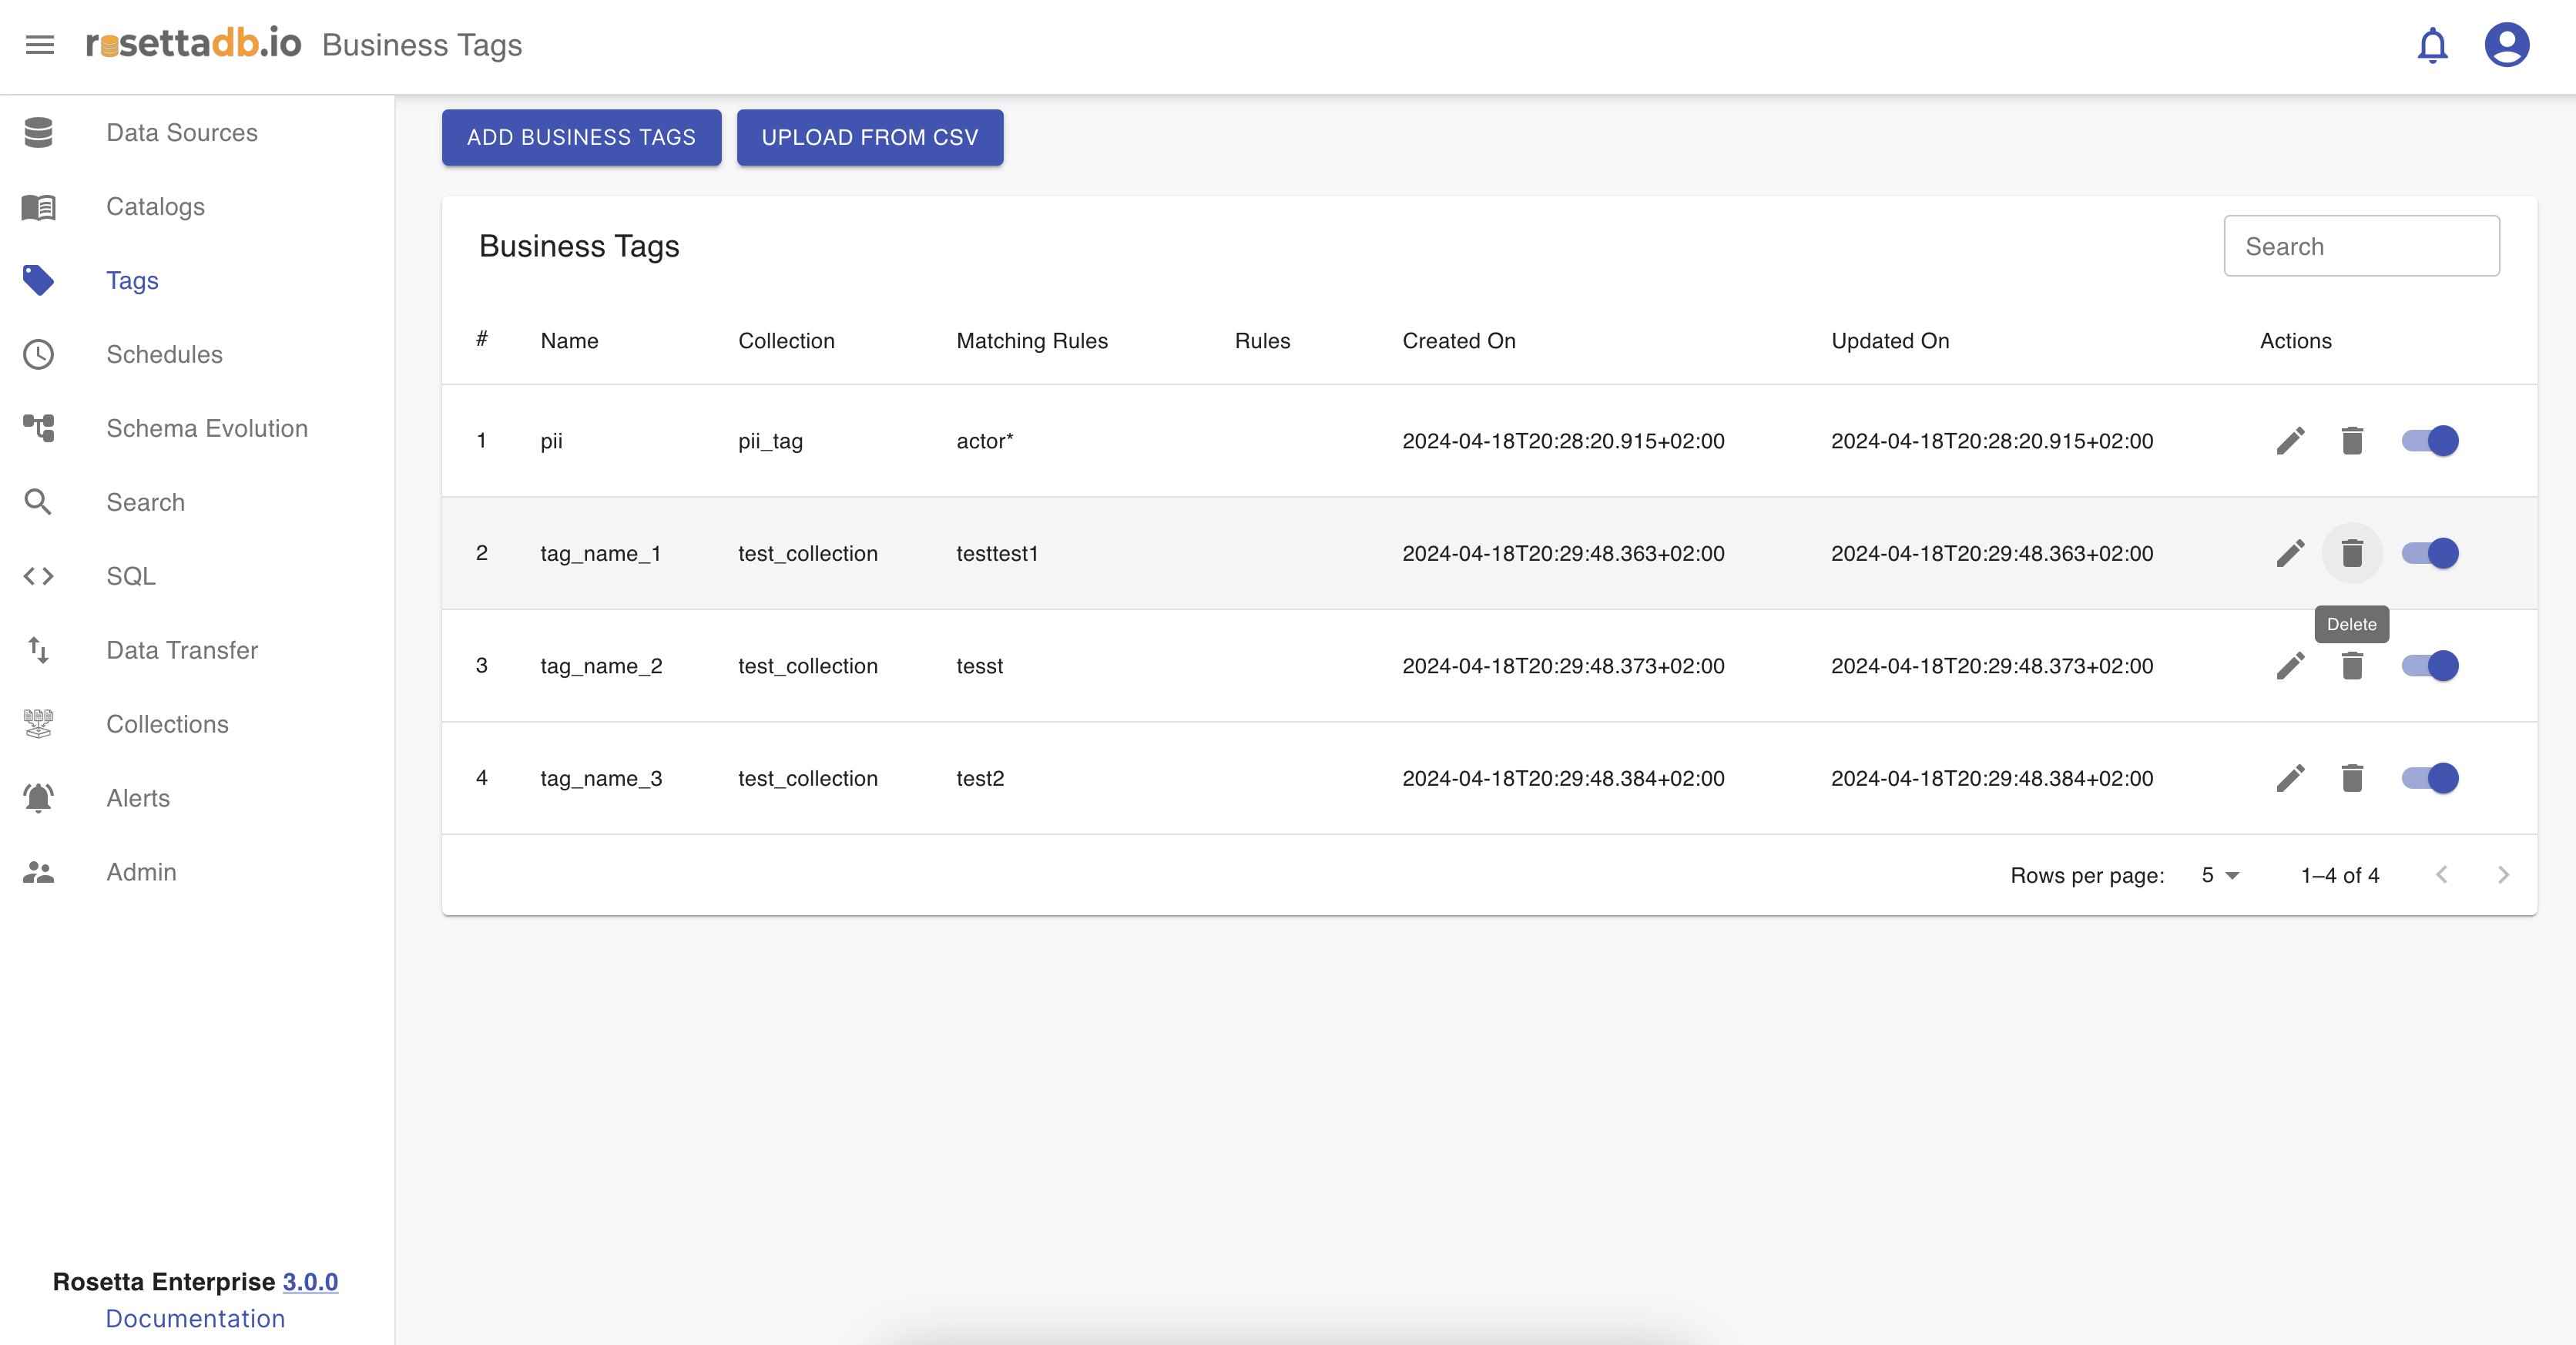 rosettadb.io Business Tags
Data Sources
Catalogs
Tags
Schedules
Schema Evolution
Search
SQL
Data Transfer
Collections
Alerts
Admin
Rosetta Enterprise 3.0.0
Documentation
ADD BUSINESS TAGS UPLOAD FROM CSV
Business Tags Search
# Name Collection Matching Rules Rules Created On Updated On Actions
1 pii pii_tag actor* 2024-04-18T20:28:20.915+02:00 2024-04-18T20:28:20.915+02:00
2 tag_name_1 test_collection testtest1 2024-04-18T20:29:48.363+02:00 2024-04-18T20:29:48.363+02:00
Delete
3 tag_name_2 test_collection tesst 2024-04-18T20:29:48.373+02:00 2024-04-18T20:29:48.373+02:00
4 tag_name_3 test_collection test2 2024-04-18T20:29:48.384+02:00 2024-04-18T20:29:48.384+02:00
Rows per page: 5 1–4 of 4